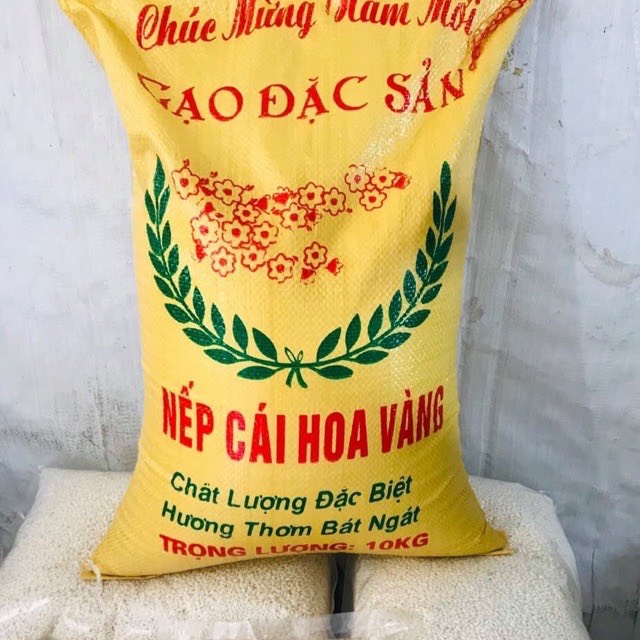 Chúc Mừng Năm Mới
GẠO ĐẶC SẢN
NẾP CÁI HOA VÀNG
Chất Lượng Đặc Biệt
Hương Thơm Bát Ngát
TRỌNG LƯỢNG: 10KG